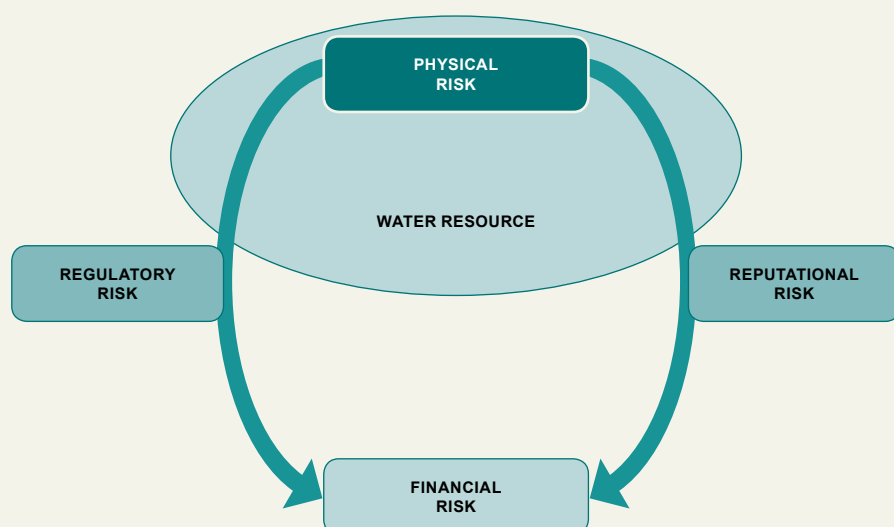 PHYSICAL
RISK
WATER RESOURCE
REGULATORY
RISK
REPUTATIONAL
RISK
FINANCIAL
RISK